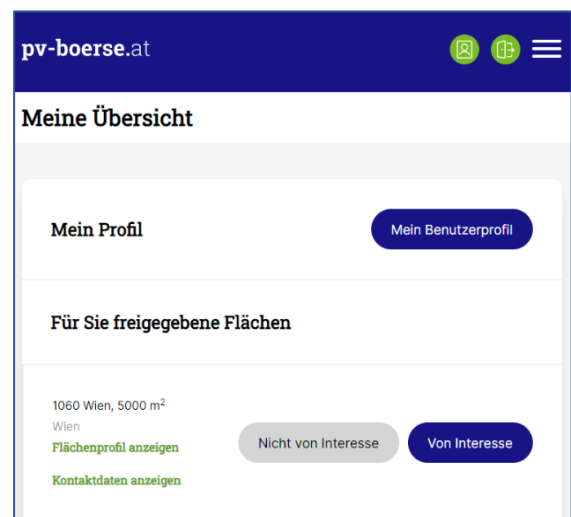 pv-boerse.at
Meine Übersicht
Mein Profil
Mein Benutzerprofil
Für Sie freigegebene Flächen
1060 Wien, 5000 m²
Wien
Flächenprofil anzeigen
Nicht von Interesse
Von Interesse
Kontaktdaten anzeigen